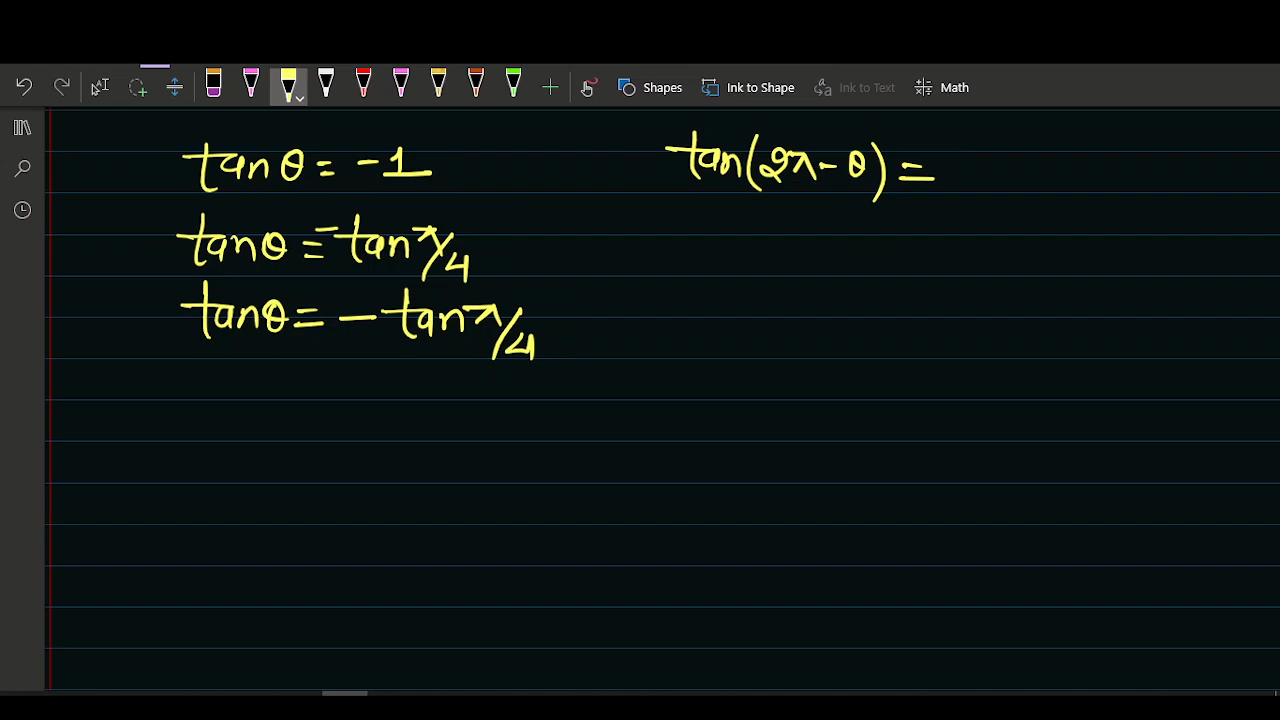 Shapes Ink to Shape Ink to Text Math
tanθ = -1
tan(2π - θ) =
tanθ = -tanπ/4
tanθ = - tanπ/4